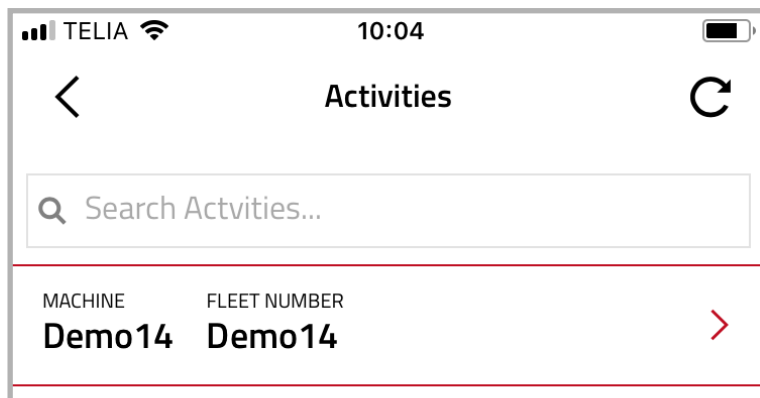 TELIA 10:04
Activities
Search Actvities...
MACHINE FLEET NUMBER
Demo14 Demo14